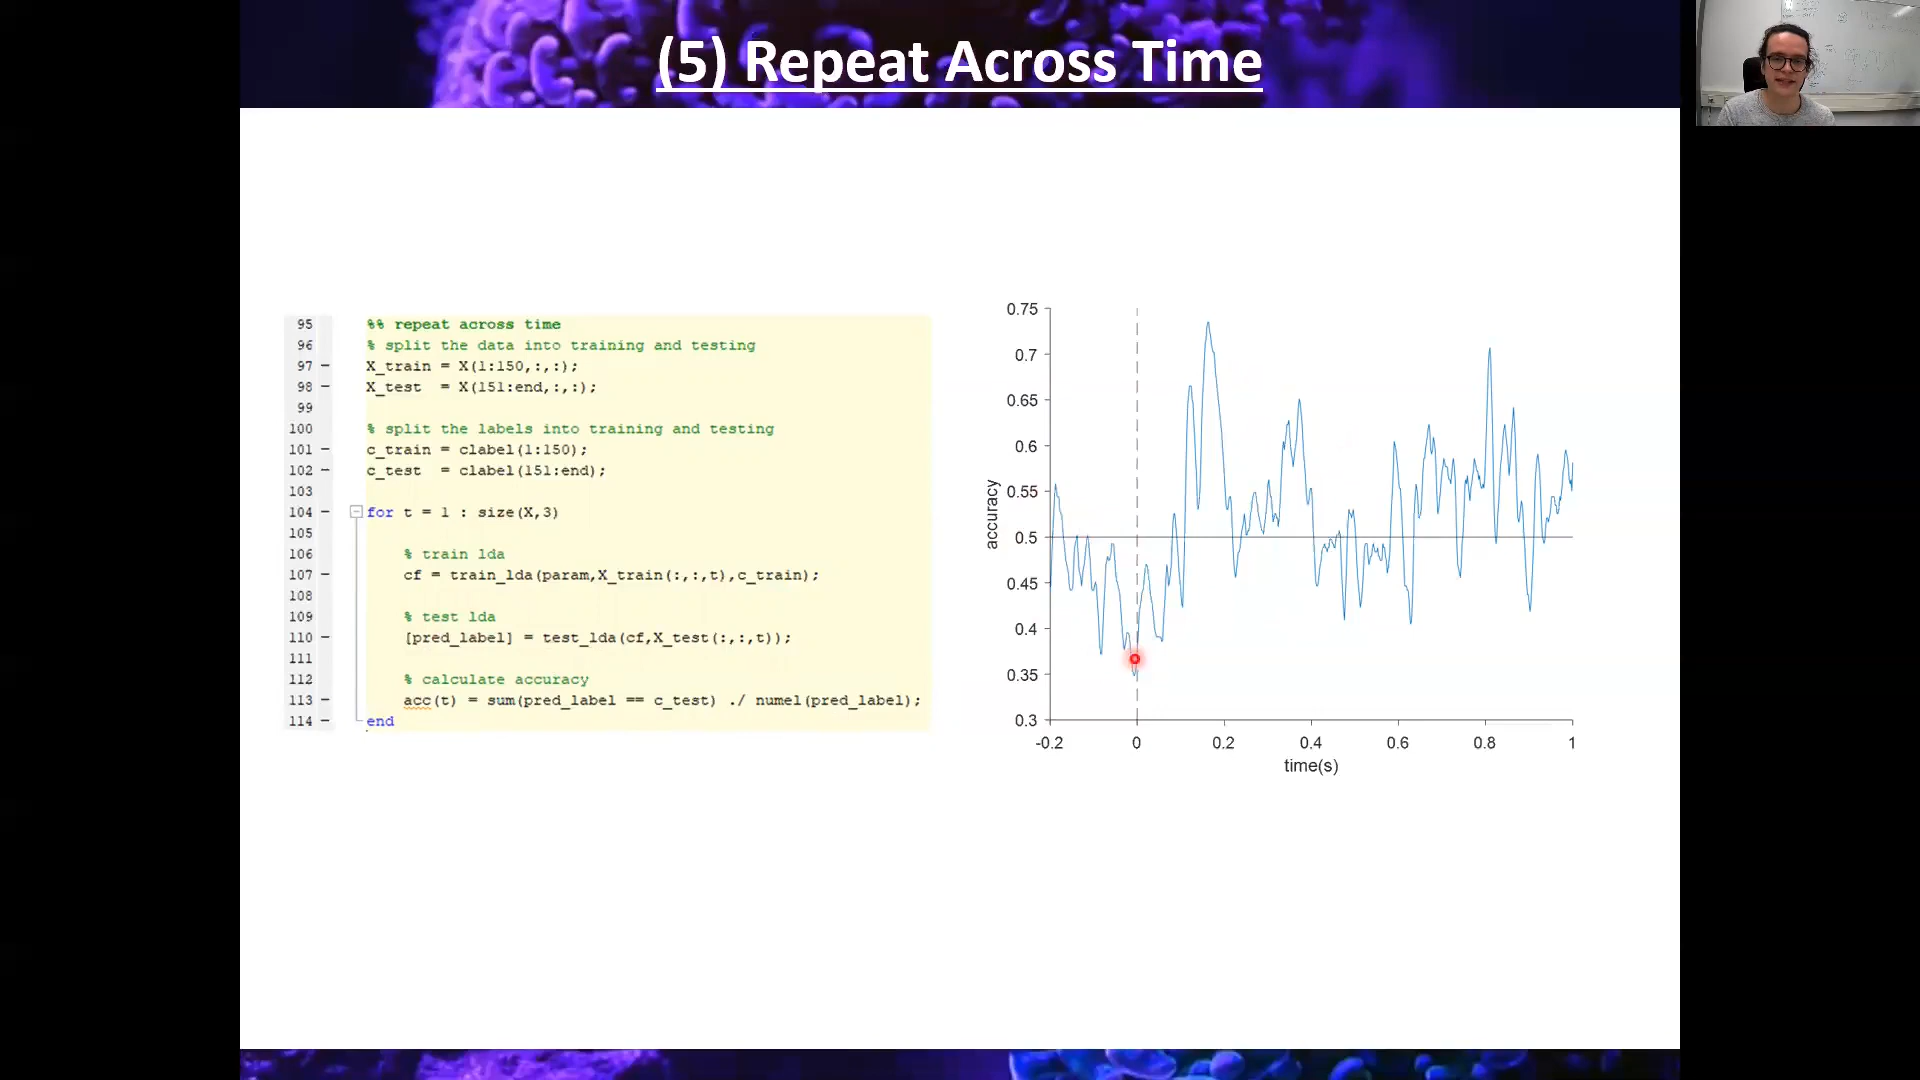 (5) Repeat Across Time
95 %% repeat across time
96 % split the data into training and testing
97 – X_train = X(1:150,:,:);
98 – X_test  = X(151:end,:,:);
99
100 % split the labels into training and testing
101 – c_train = clabel(1:150);
102 – c_test  = clabel(151:end);
103
104 – for t = 1 : size(X,3)
105
106 % train lda
107 – cf = train_lda(param,X_train(:,:,t),c_train);
108
109 % test lda
110 – [pred_label] = test_lda(cf,X_test(:,:,t));
111
112 % calculate accuracy
113 – acc(t) = sum(pred_label == c_test) ./ numel(pred_label);
114 – end
0.75
0.7
0.65
0.6
0.55
0.5
0.45
0.4
0.35
0.3
accuracy
-0.2 0 0.2 0.4 0.6 0.8 1
time(s)